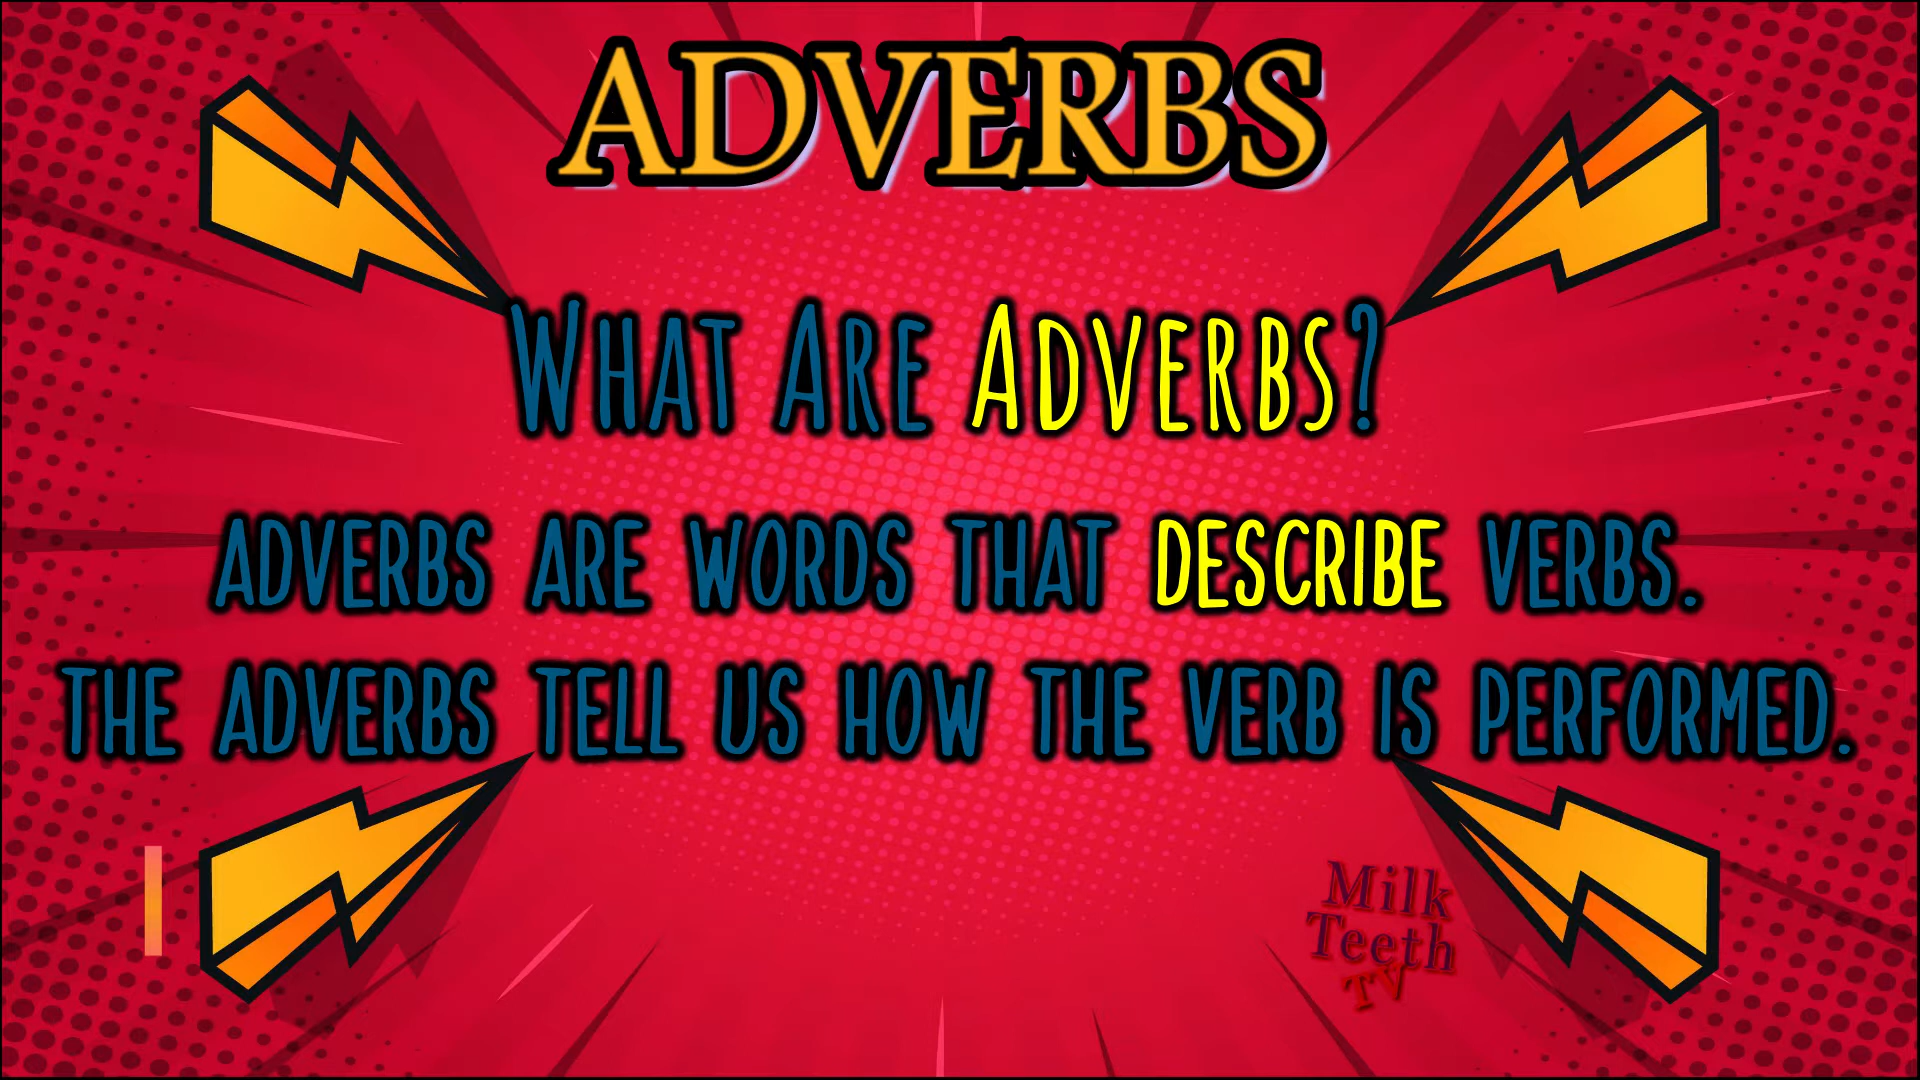 ADVERBS
What Are Adverbs?
ADVERBS ARE WORDS THAT DESCRIBE VERBS.
THE ADVERBS TELL US HOW THE VERB IS PERFORMED.
Milk
Teeth
TV